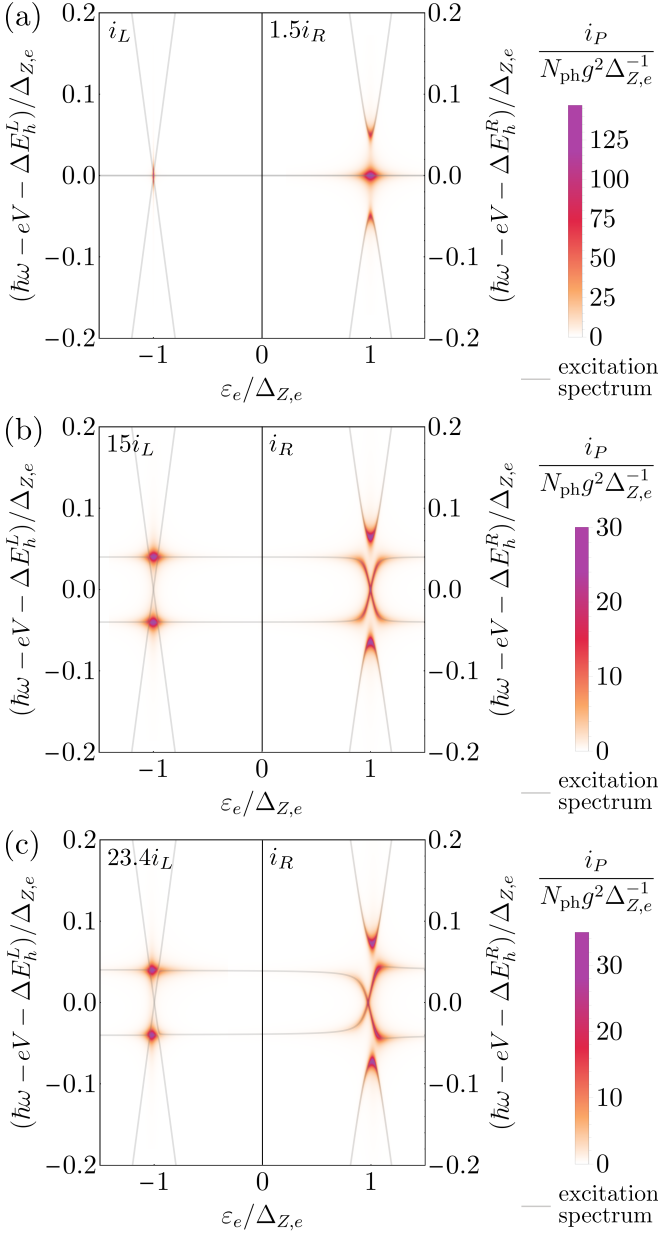 (a)
i_L
1.5i_R
0.2
0.1
0.0
−0.1
−0.2
(ħω − eV − ΔE_h^L)/Δ_{Z,e}
0.2
0.1
0.0
−0.1
−0.2
(ħω − eV − ΔE_h^R)/Δ_{Z,e}
−1 0 1
ε_e/Δ_{Z,e}
i_P
N_ph g² Δ_{Z,e}^{−1}
125
100
75
50
25
0
excitation
spectrum
(b)
15i_L
i_R
0.2
0.1
0.0
−0.1
−0.2
(ħω − eV − ΔE_h^L)/Δ_{Z,e}
0.2
0.1
0.0
−0.1
−0.2
(ħω − eV − ΔE_h^R)/Δ_{Z,e}
−1 0 1
ε_e/Δ_{Z,e}
i_P
N_ph g² Δ_{Z,e}^{−1}
30
20
10
0
excitation
spectrum
(c)
23.4i_L
i_R
0.2
0.1
0.0
−0.1
−0.2
(ħω − eV − ΔE_h^L)/Δ_{Z,e}
0.2
0.1
0.0
−0.1
−0.2
(ħω − eV − ΔE_h^R)/Δ_{Z,e}
−1 0 1
ε_e/Δ_{Z,e}
i_P
N_ph g² Δ_{Z,e}^{−1}
30
20
10
0
excitation
spectrum